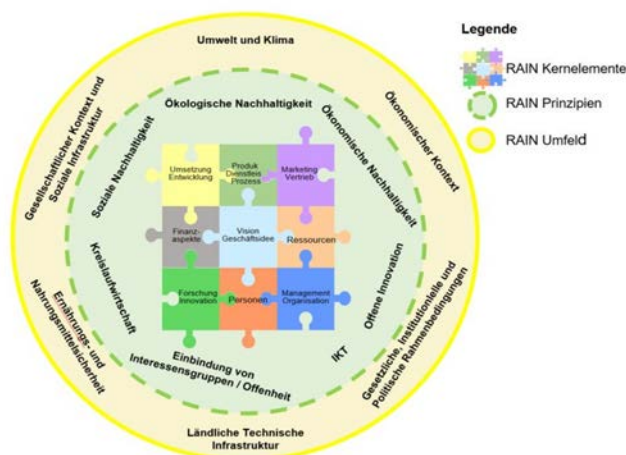 Legende
RAIN Kernelemente
RAIN Prinzipien
RAIN Umfeld
Umwelt und Klima
Gesellschaftlicher Kontext und
Soziale Infrastruktur
Ökonomischer Kontext
Ökologische Nachhaltigkeit
Soziale Nachhaltigkeit
Ökonomische Nachhaltigkeit
Umsetzung
Entwicklung
Produk
Dienstleis
Prozess
Marketing
Vertrieb
Finanz-
aspekte
Vision
Geschäftsidee
Ressourcen
Forschung
Innovation
Personen
Management
Organisation
Kreislaufwirtschaft
Offene Innovation
Einbindung von
Interessensgruppen / Offenheit
IKT
Ernährungs- und
Nahrungsmittelsicherheit
Gesetzliche, Institutionlelle und
Politische Rahmenbedingungen
Ländliche Technische
Infrastruktur